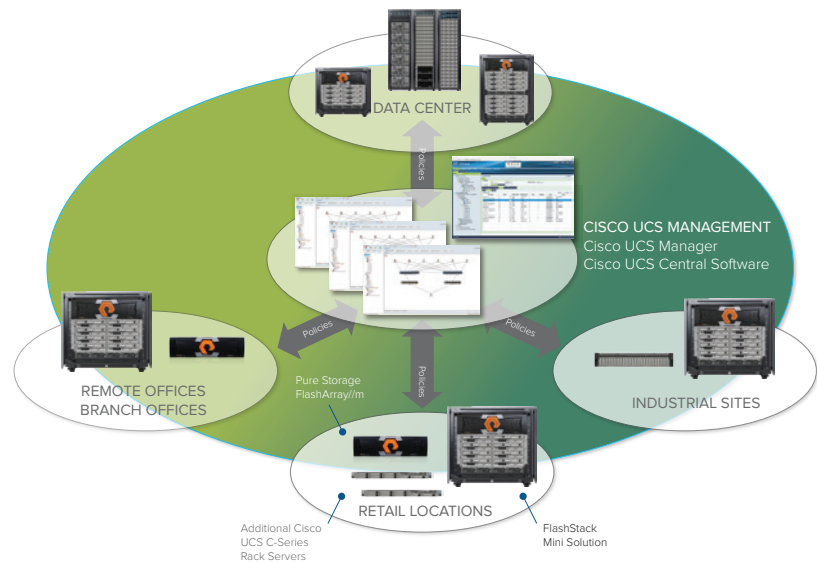 DATA CENTER
Policies
CISCO UCS MANAGEMENT
Cisco UCS Manager
Cisco UCS Central Software
Policies
Policies
Policies
REMOTE OFFICES
BRANCH OFFICES
Pure Storage
FlashArray//m
INDUSTRIAL SITES
RETAIL LOCATIONS
Additional Cisco
UCS C-Series
Rack Servers
FlashStack
Mini Solution